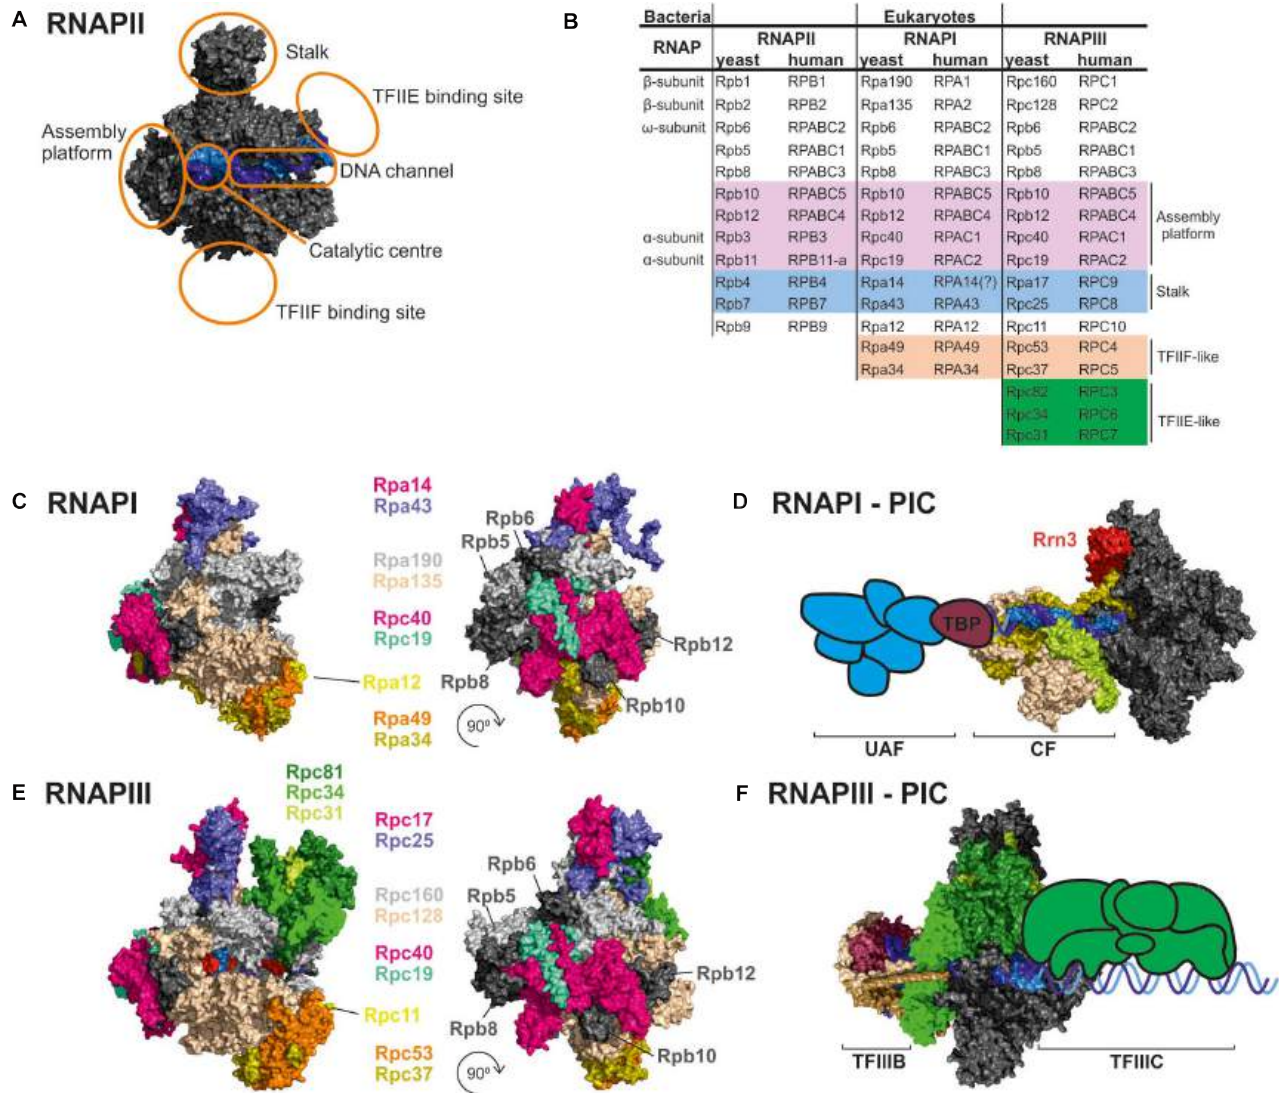 A RNAPII
Stalk
TFIIE binding site
Assembly
platform
DNA channel
Catalytic centre
TFIIF binding site
B
Bacteria Eukaryotes
RNAP RNAPII RNAPI RNAPIII
yeast human yeast human yeast human
β-subunit Rpb1 RPB1 Rpa190 RPA1 Rpc160 RPC1
β-subunit Rpb2 RPB2 Rpa135 RPA2 Rpc128 RPC2
ω-subunit Rpb6 RPABC2 Rpb6 RPABC2 Rpb6 RPABC2
Rpb5 RPABC1 Rpb5 RPABC1 Rpb5 RPABC1
Rpb8 RPABC3 Rpb8 RPABC3 Rpb8 RPABC3
Rpb10 RPABC5 Rpb10 RPABC5 Rpb10 RPABC5
Rpb12 RPABC4 Rpb12 RPABC4 Rpb12 RPABC4
α-subunit Rpb3 RPB3 Rpc40 RPAC1 Rpc40 RPAC1
α-subunit Rpb11 RPB11-a Rpc19 RPAC2 Rpc19 RPAC2
Assembly
platform
Rpb4 RPB4 Rpa14 RPA14(?) Rpa17 RPC9
Rpb7 RPB7 Rpa43 RPA43 Rpc25 RPC8
Stalk
Rpb9 RPB9 Rpa12 RPA12 Rpc11 RPC10
Rpa49 RPA49 Rpc53 RPC4
Rpa34 RPA34 Rpc37 RPC5
TFIIF-like
Rpc82 RPC3
Rpc34 RPC6
Rpc31 RPC7
TFIIE-like
C RNAPI
Rpa14
Rpa43
Rpa190
Rpa135
Rpc40
Rpc19
Rpa12
Rpa49
Rpa34
Rpb6
Rpb5
Rpb12
Rpb8
Rpb10
90º
D RNAPI - PIC
Rrn3
TBP
UAF
CF
E RNAPIII
Rpc81
Rpc34
Rpc31
Rpc17
Rpc25
Rpc160
Rpc128
Rpc40
Rpc19
Rpc11
Rpc53
Rpc37
Rpb6
Rpb5
Rpb12
Rpb8
Rpb10
90º
F RNAPIII - PIC
TFIIIB
TFIIIC